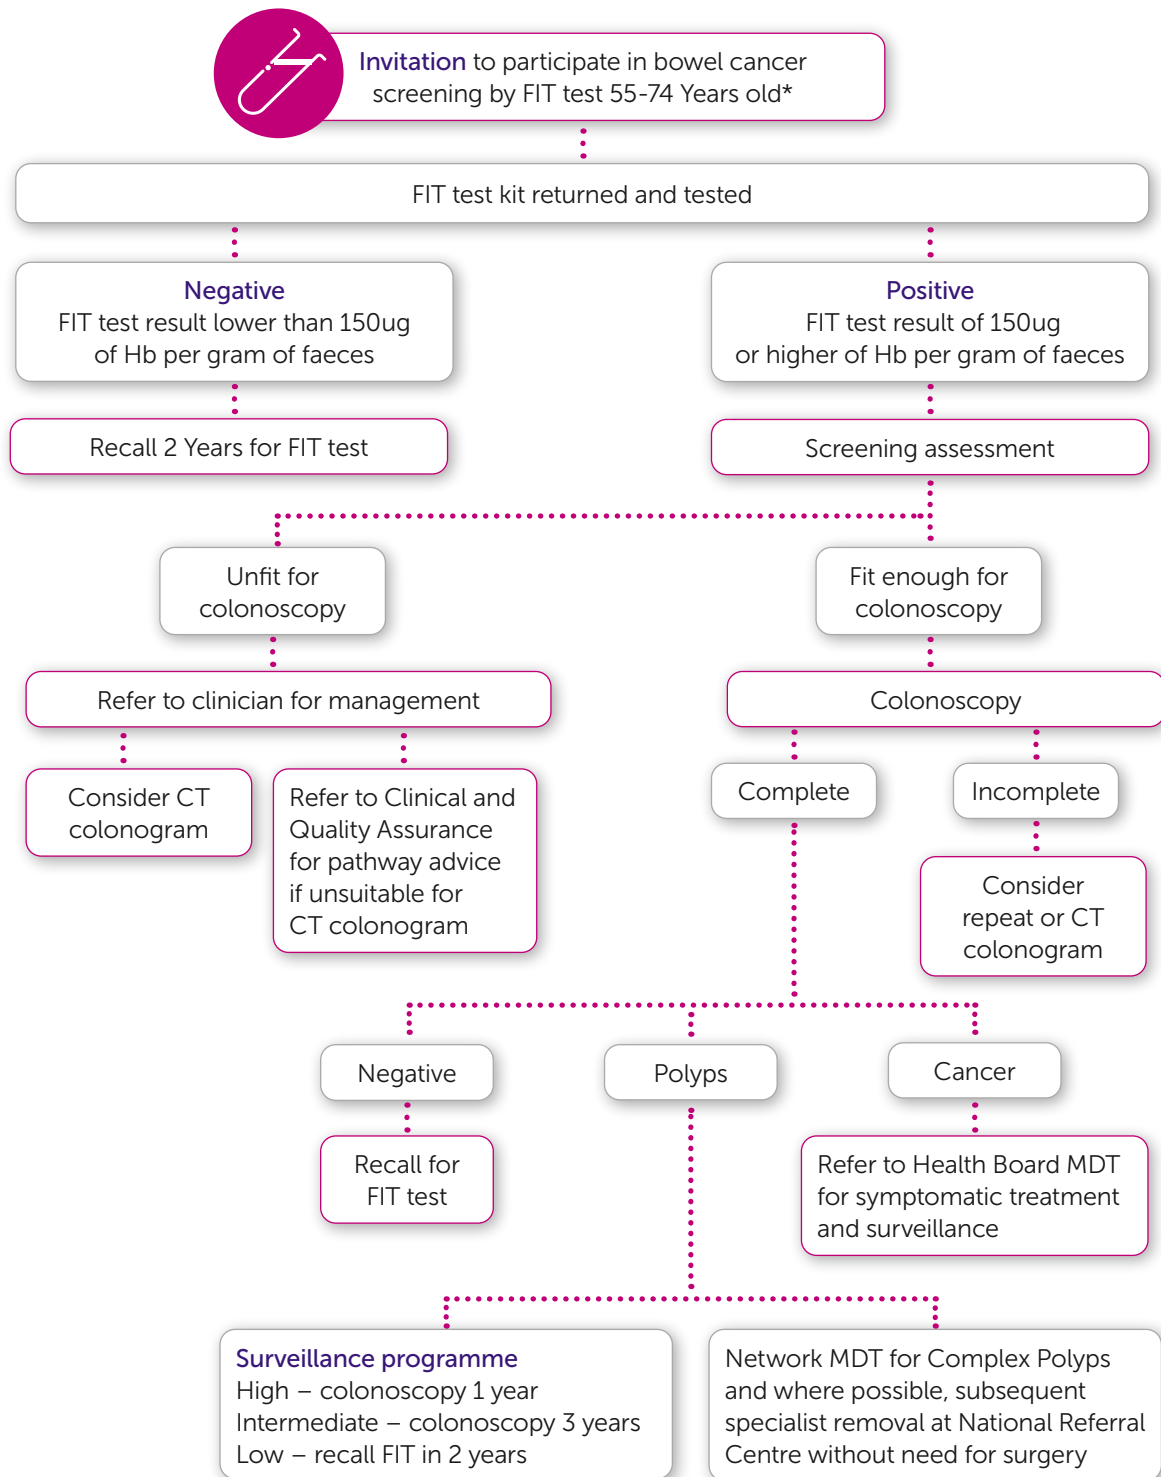 Invitation to participate in bowel cancer
screening by FIT test 55-74 Years old*
FIT test kit returned and tested
Negative
FIT test result lower than 150ug
of Hb per gram of faeces
Positive
FIT test result of 150ug
or higher of Hb per gram of faeces
Recall 2 Years for FIT test
Screening assessment
Unfit for
colonoscopy
Fit enough for
colonoscopy
Refer to clinician for management
Colonoscopy
Consider CT
colonogram
Refer to Clinical and
Quality Assurance
for pathway advice
if unsuitable for
CT colonogram
Complete
Incomplete
Consider
repeat or CT
colonogram
Negative
Polyps
Cancer
Recall for
FIT test
Refer to Health Board MDT
for symptomatic treatment
and surveillance
Surveillance programme
High – colonoscopy 1 year
Intermediate – colonoscopy 3 years
Low – recall FIT in 2 years
Network MDT for Complex Polyps
and where possible, subsequent
specialist removal at National Referral
Centre without need for surgery